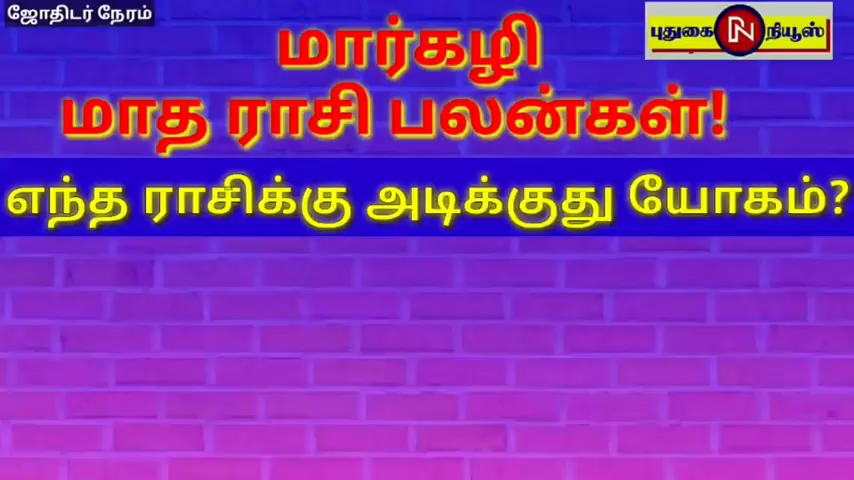 ஜோதிடர் நேரம்
புதுகை N நியூஸ்
மார்கழி
மாத ராசி பலன்கள்!
எந்த ராசிக்கு அடிக்குது யோகம்?